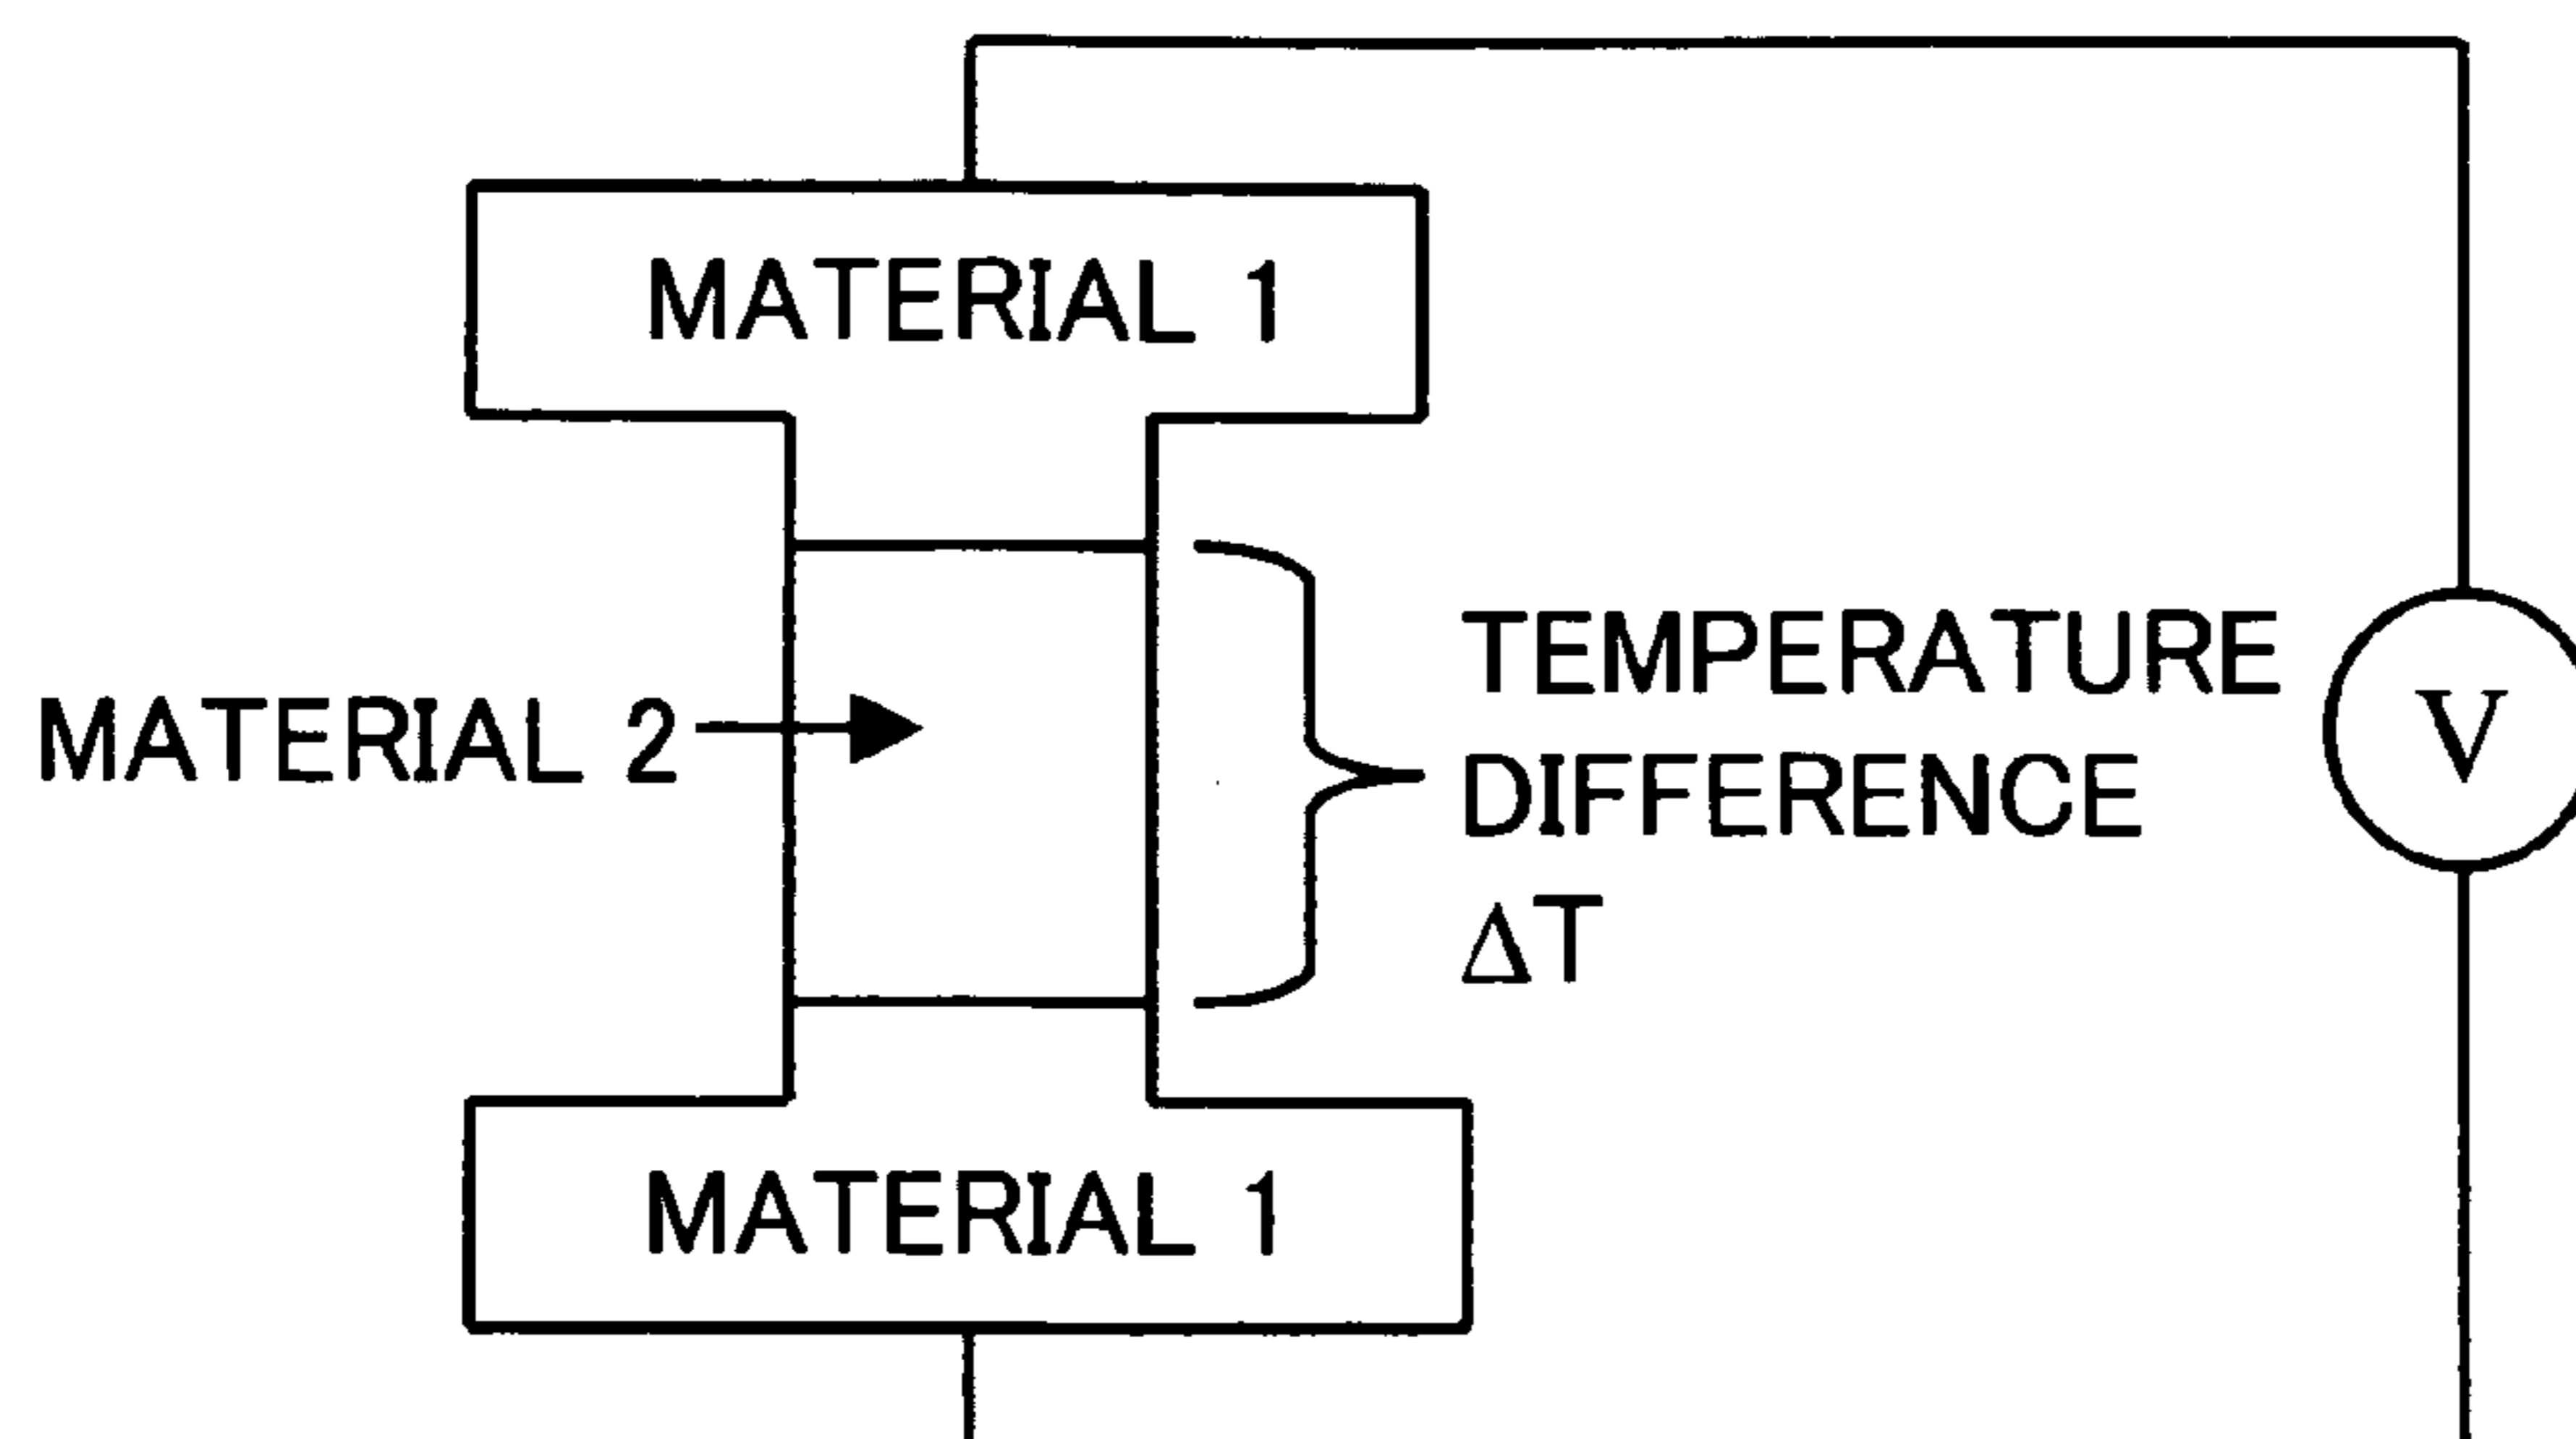 MATERIAL 1
MATERIAL 2
TEMPERATURE
DIFFERENCE
ΔT
V
MATERIAL 1